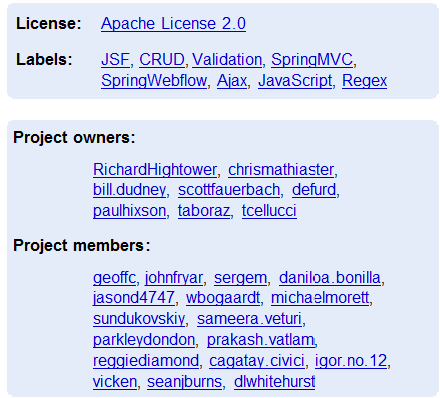 License: Apache License 2.0
Labels: JSF, CRUD, Validation, SpringMVC,
SpringWebflow, Ajax, JavaScript, Regex
Project owners:
RichardHightower, chrismathiaster,
bill.dudney, scottfauerbach, defurd,
paulhixson, taboraz, tcellucci
Project members:
geoffc, johnfryar, sergem, daniloa.bonilla,
jasond4747, wbogaardt, michaelmorett,
sundukovskiy, sameera.veturi,
parkleydondon, prakash.vatlam,
reggiediamond, cagatay.civici, igor.no.12,
vicken, seanjburns, dlwhitehurst